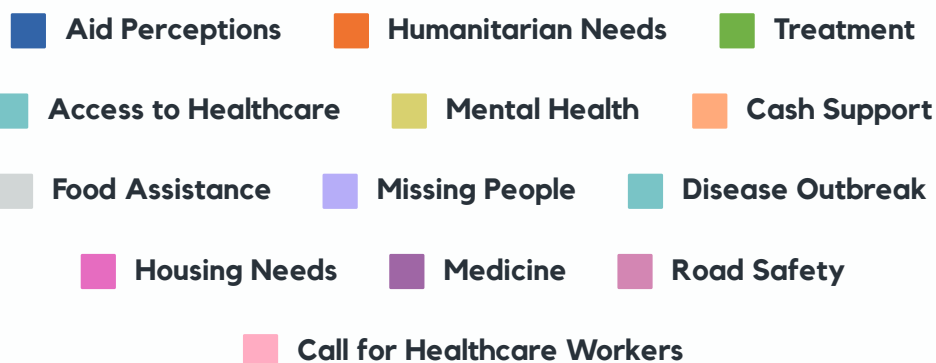 Aid Perceptions Humanitarian Needs Treatment
Access to Healthcare Mental Health Cash Support
Food Assistance Missing People Disease Outbreak
Housing Needs Medicine Road Safety
Call for Healthcare Workers